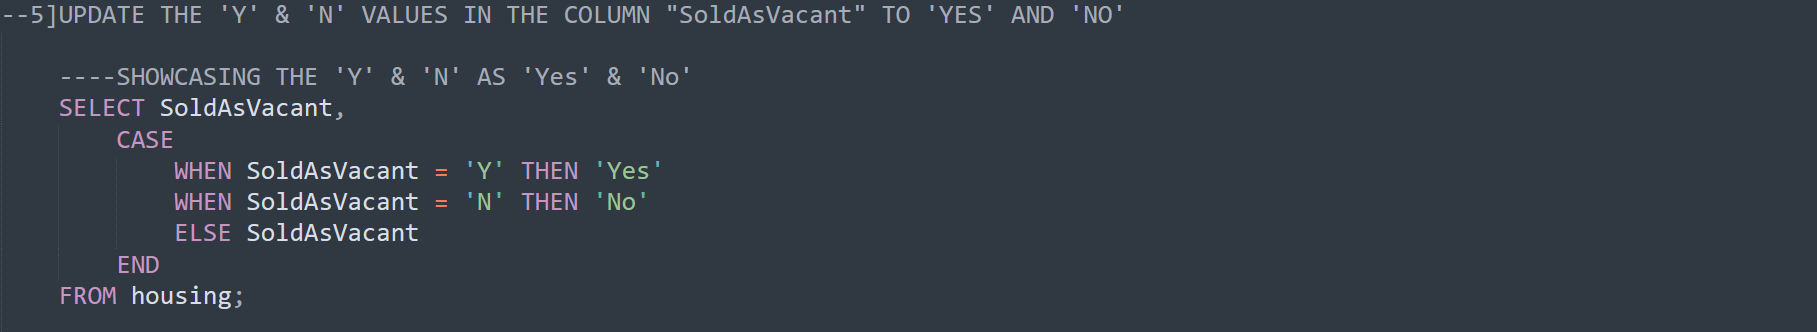 --5]UPDATE THE 'Y' & 'N' VALUES IN THE COLUMN "SoldAsVacant" TO 'YES' AND 'NO'
----SHOWCASING THE 'Y' & 'N' AS 'Yes' & 'No'
SELECT SoldAsVacant,
CASE
WHEN SoldAsVacant = 'Y' THEN 'Yes'
WHEN SoldAsVacant = 'N' THEN 'No'
ELSE SoldAsVacant
END
FROM housing;